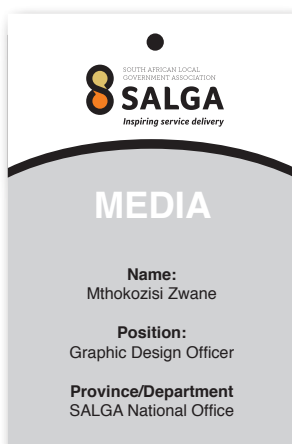 SOUTH AFRICAN LOCAL
GOVERNMENT ASSOCIATION
SALGA
Inspiring service delivery
MEDIA
Name:
Mthokozisi Zwane
Position:
Graphic Design Officer
Province/Department
SALGA National Office